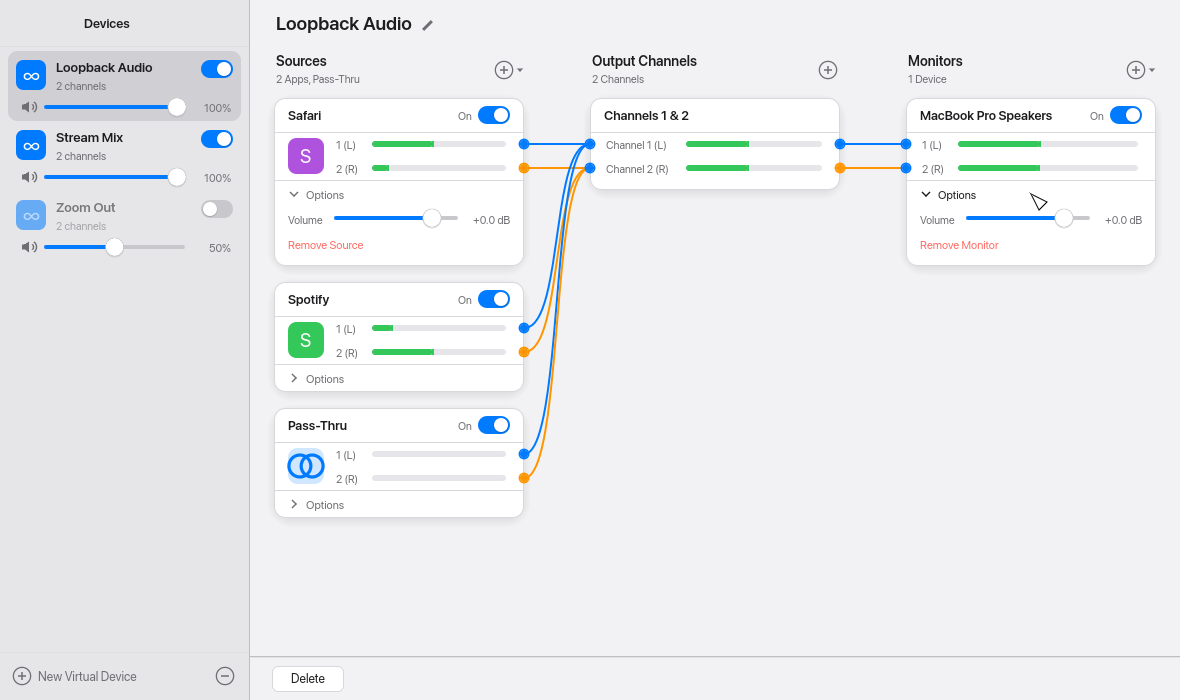 Devices
Loopback Audio
2 channels
100%
Stream Mix
2 channels
100%
Zoom Out
2 channels
50%
New Virtual Device
Loopback Audio
Sources
2 Apps, Pass-Thru
Safari
On
S
1 (L)
2 (R)
Options
Volume
+0.0 dB
Remove Source
Spotify
On
S
1 (L)
2 (R)
Options
Pass-Thru
On
1 (L)
2 (R)
Options
Output Channels
2 Channels
Channels 1 & 2
Channel 1 (L)
Channel 2 (R)
Monitors
1 Device
MacBook Pro Speakers
On
1 (L)
2 (R)
Options
Volume
+0.0 dB
Remove Monitor
Delete